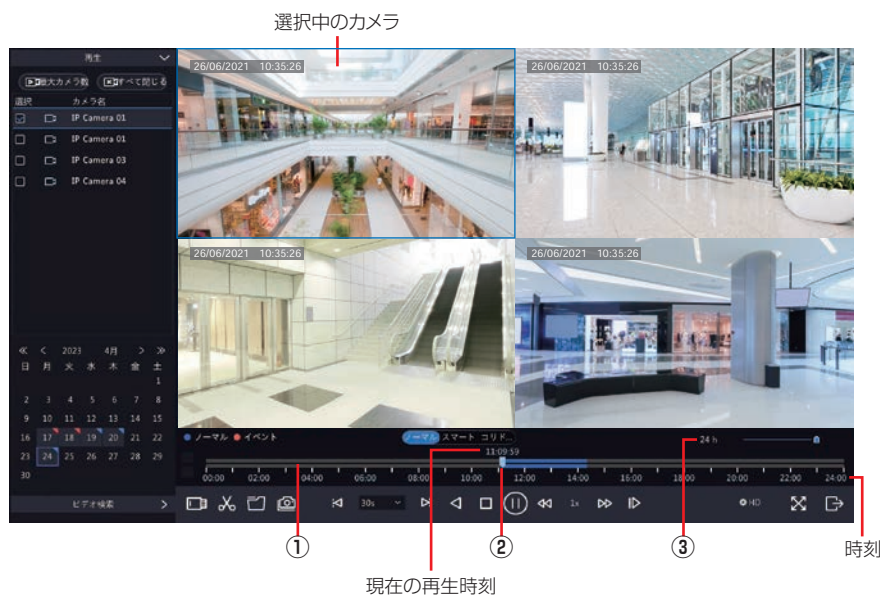 選択中のカメラ
再生
最大カメラ数 すべて閉じる
選択 カメラ名
IP Camera 01
IP Camera 01
IP Camera 03
IP Camera 04
26/06/2021 10:35:26
26/06/2021 10:35:26
26/06/2021 10:35:26
26/06/2021 10:35:26
≪ < 2023 4月 > ≫
日 月 火 水 木 金 土
1
2 3 4 5 6 7 8
9 10 11 12 13 14 15
16 17 18 19 20 21 22
23 24 25 26 27 28 29
30
ビデオ検索 >
ノーマル イベント
ノーマル スマート コリド...
24 h
11:09:59
00:00 02:00 04:00 06:00 08:00 10:00 12:00 14:00 16:00 18:00 20:00 22:00 24:00
30s 1x HD
① ② ③ 時刻
現在の再生時刻